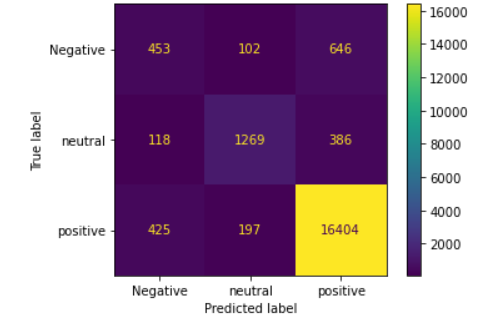 Negative 453 102 646
neutral 118 1269 386
positive 425 197 16404
Negative neutral positive
Predicted label
True label
16000
14000
12000
10000
8000
6000
4000
2000